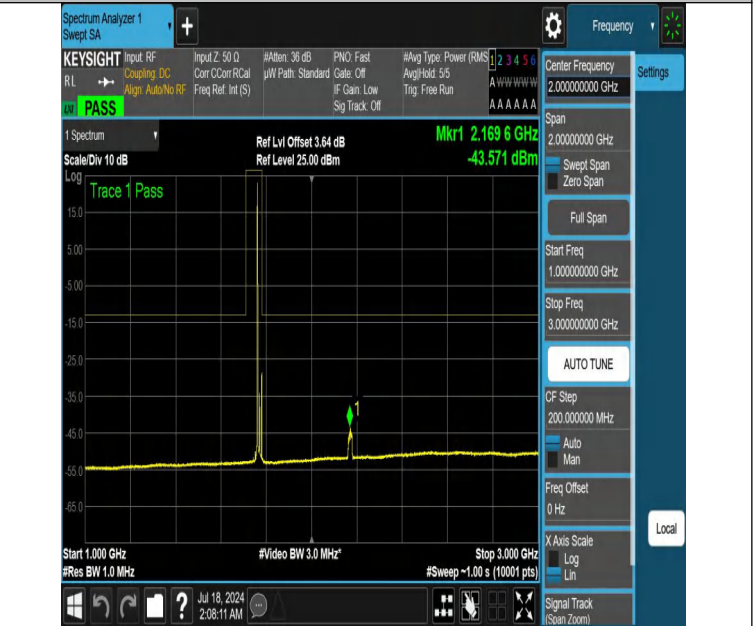 Spectrum Analyzer 1
Swept SA
+
Frequency
KEYSIGHT
RL
PASS
Input: RF
Coupling: DC
Align: Auto/No RF
Input Z: 50 Ω
Corr CCorr RCal
Freq Ref: Int (S)
#Atten: 36 dB
µW Path: Standard
PNO: Fast
Gate: Off
IF Gain: Low
Sig Track: Off
#Avg Type: Power (RMS
Avg|Hold: 5/5
Trig: Free Run
1 2 3 4 5 6
A W W W W W
A A A A A A
1 Spectrum
Scale/Div 10 dB
Ref Lvl Offset 3.64 dB
Ref Level 25.00 dBm
Mkr1 2.169 6 GHz
-43.571 dBm
Log
Trace 1 Pass
15.0
5.00
-5.00
-15.0
-25.0
-35.0
-45.0
-55.0
-65.0
1
Start 1.000 GHz
#Res BW 1.0 MHz
#Video BW 3.0 MHz*
Stop 3.000 GHz
#Sweep ~1.00 s (10001 pts)
Jul 18, 2024
2:08:11 AM
?
Center Frequency
2.000000000 GHz
Settings
Span
2.00000000 GHz
Swept Span
Zero Span
Full Span
Start Freq
1.000000000 GHz
Stop Freq
3.000000000 GHz
AUTO TUNE
CF Step
200.000000 MHz
Auto
Man
Freq Offset
0 Hz
X Axis Scale
Log
Lin
Local
Signal Track
(Span Zoom)